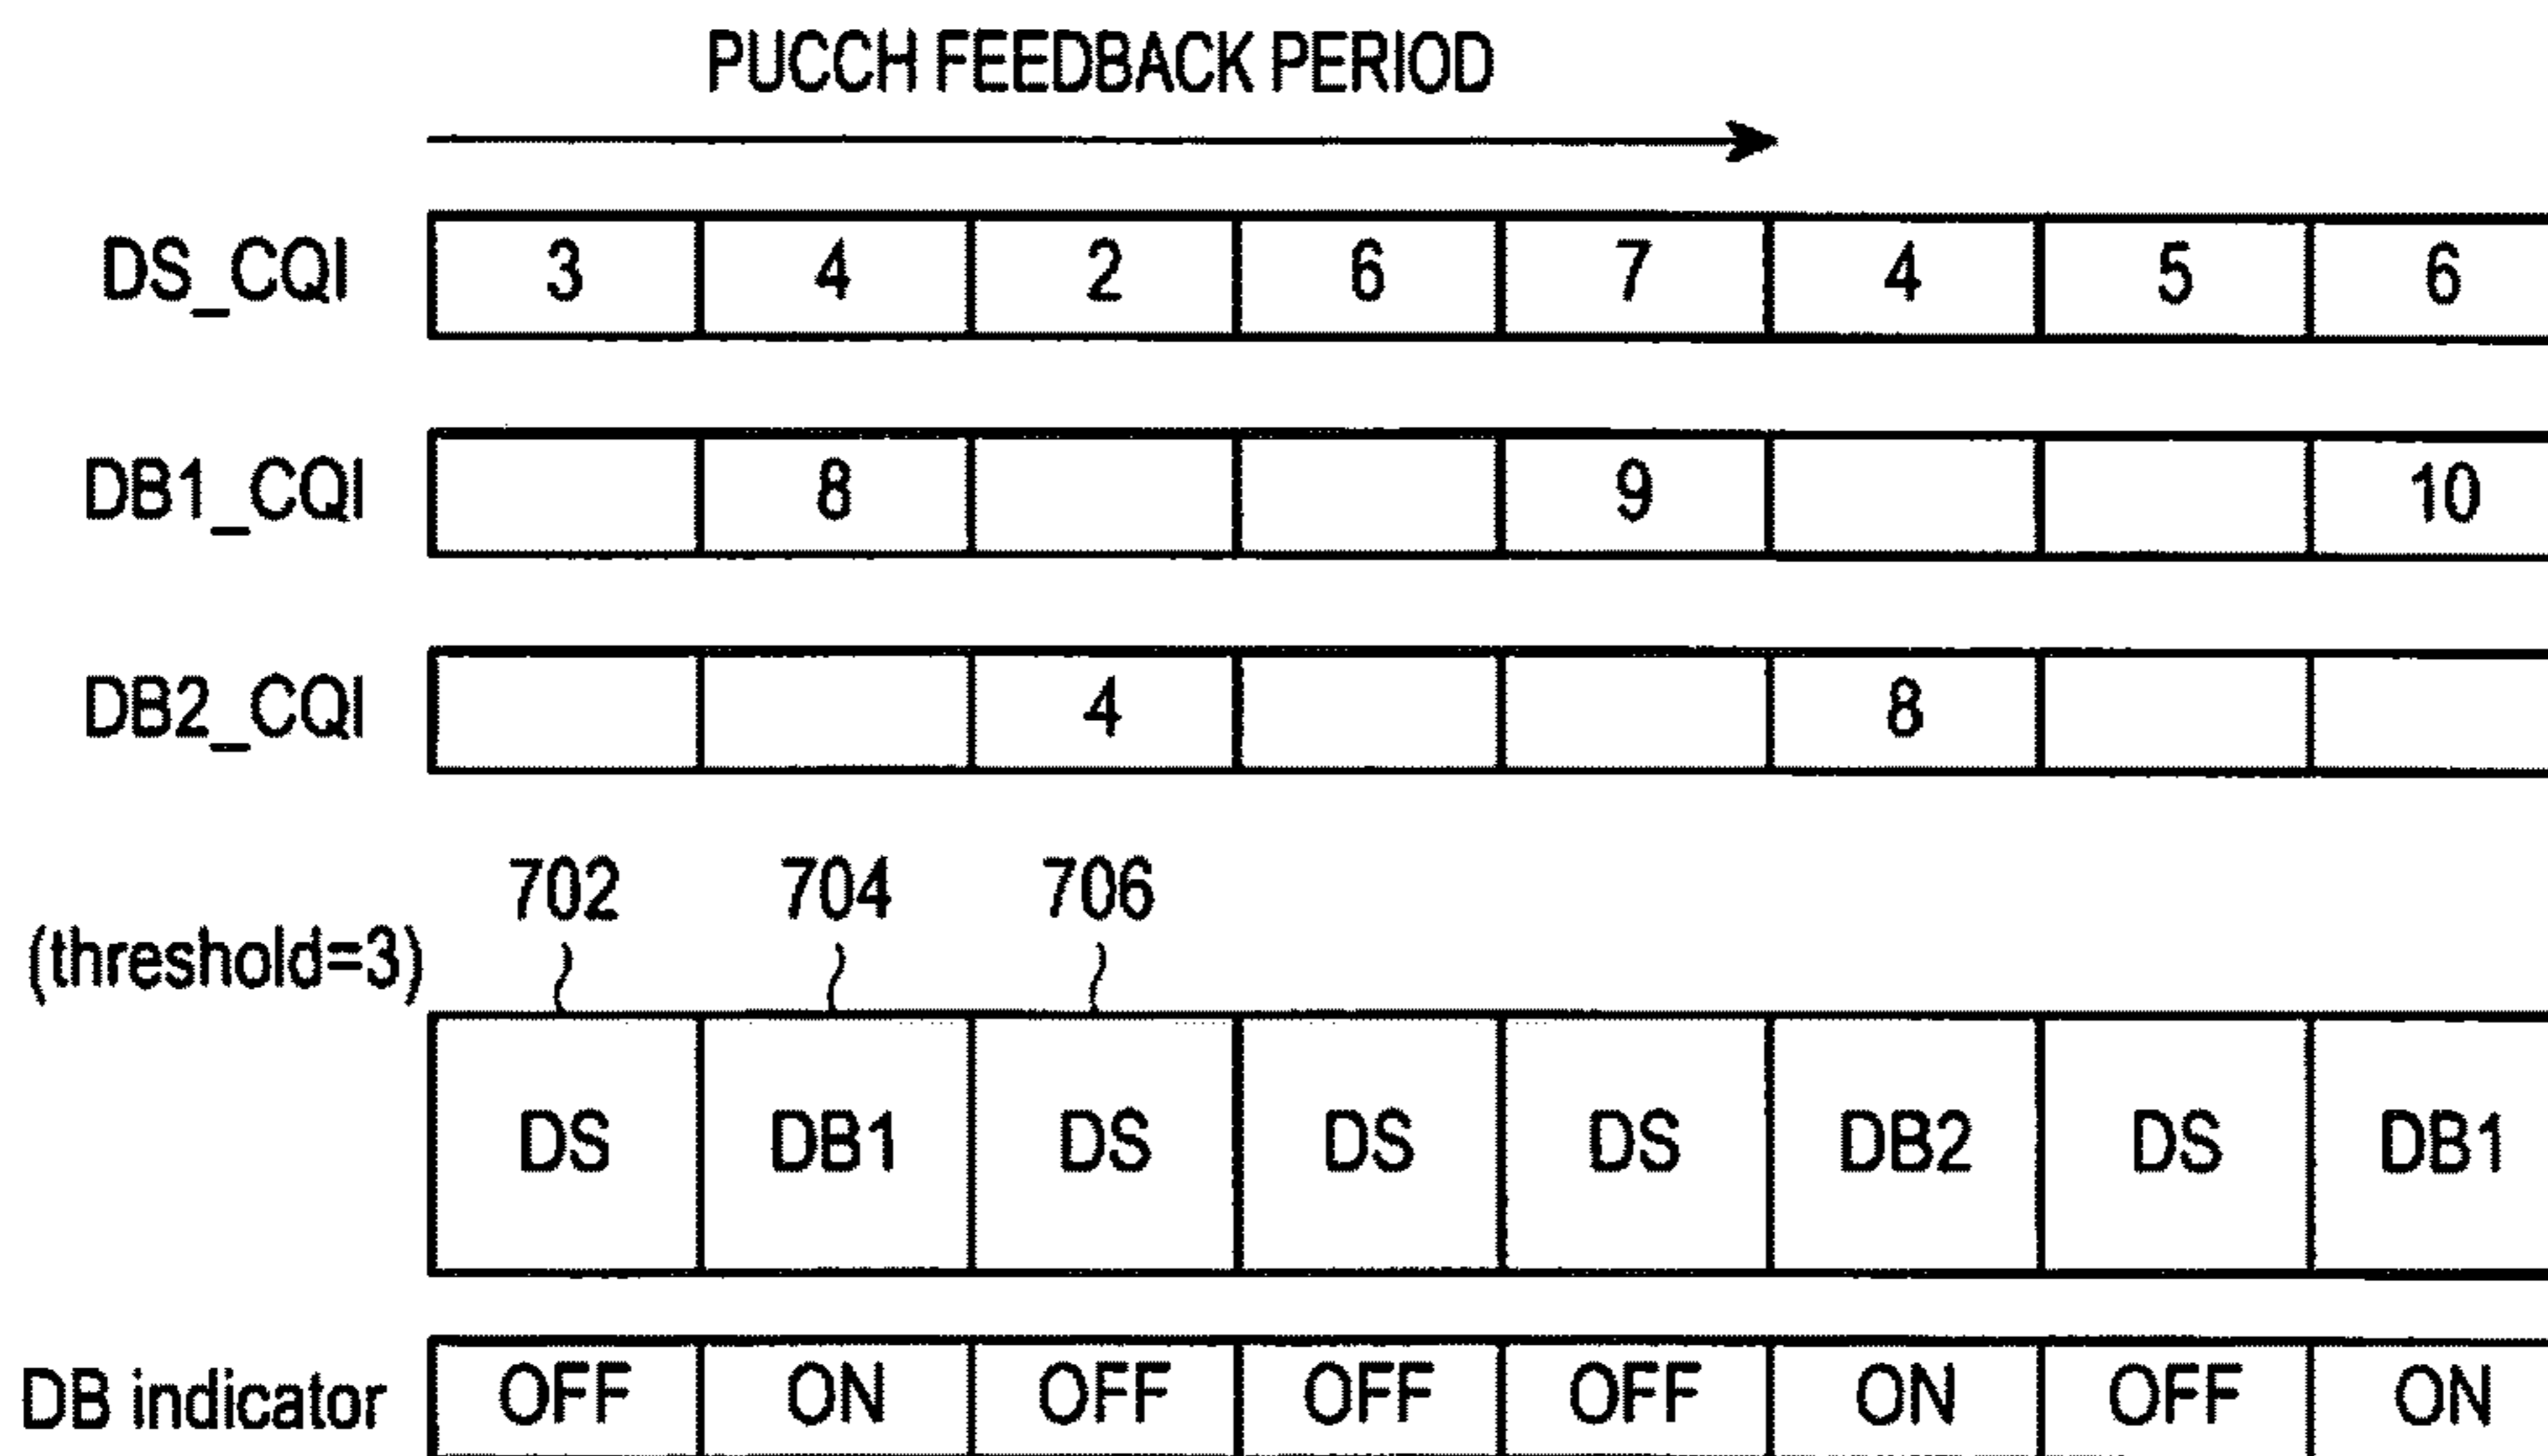 PUCCH FEEDBACK PERIOD
DS_CQI 3 4 2 6 7 4 5 6
DB1_CQI 8 9 10
DB2_CQI 4 8
702 704 706
(threshold=3)
DS DB1 DS DS DS DB2 DS DB1
DB indicator OFF ON OFF OFF OFF ON OFF ON